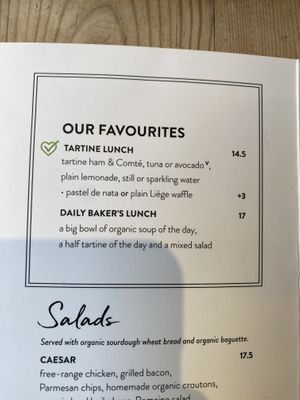 OUR FAVOURITES
TARTINE LUNCH 14.5
tartine ham & Comté, tuna or avocadoᵛ,
plain lemonade, still or sparkling water
• pastel de nata or plain Liège waffle +3
DAILY BAKER'S LUNCH 17
a big bowl of organic soup of the day,
a half tartine of the day and a mixed salad
Salads
Served with organic sourdough wheat bread and organic baguette.
CAESAR 17.5
free-range chicken, grilled bacon,
Parmesan chips, homemade organic croutons,
Romaine salad